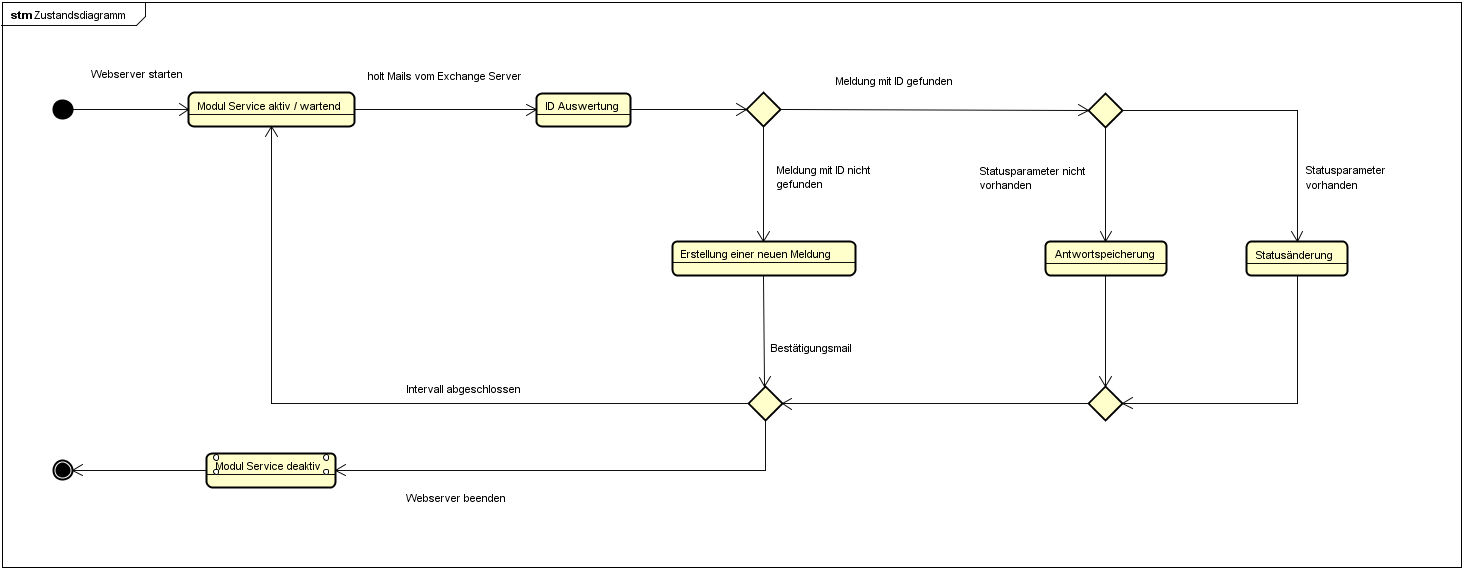 stm Zustandsdiagramm
Webserver starten
holt Mails vom Exchange Server
Meldung mit ID gefunden
Modul Service aktiv / wartend
ID Auswertung
Meldung mit ID nicht
gefunden
Statusparameter nicht
vorhanden
Statusparameter
vorhanden
Erstellung einer neuen Meldung
Antwortspeicherung
Statusänderung
Bestätigungsmail
Intervall abgeschlossen
Modul Service deaktiv
Webserver beenden